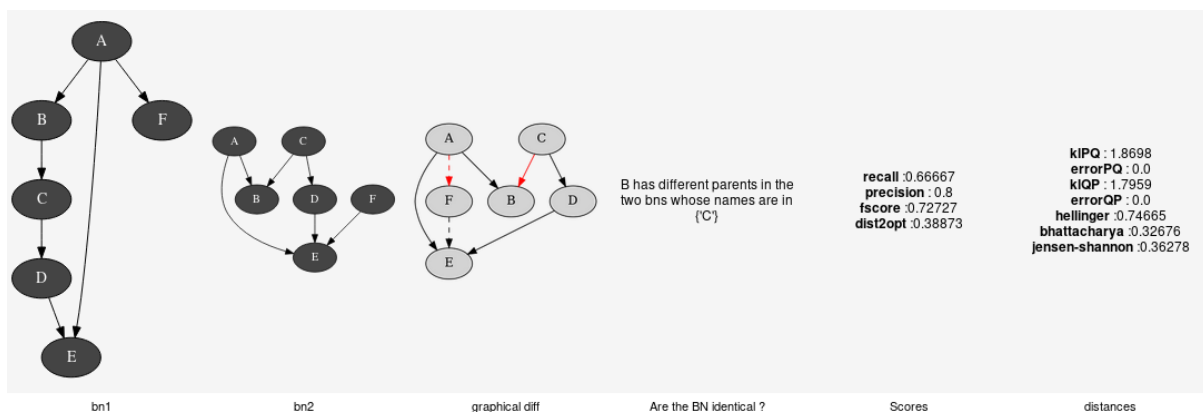 A
B
F
C
D
E
A
C
B
D
F
E
A
C
F
B
D
E
B has different parents in the
two bns whose names are in
{'C'}
recall :0.66667
precision : 0.8
fscore :0.72727
dist2opt :0.38873
klPQ : 1.8698
errorPQ : 0.0
klQP : 1.7959
errorQP : 0.0
hellinger :0.74665
bhattacharya :0.32676
jensen-shannon :0.36278
bn1
bn2
graphical diff
Are the BN identical ?
Scores
distances